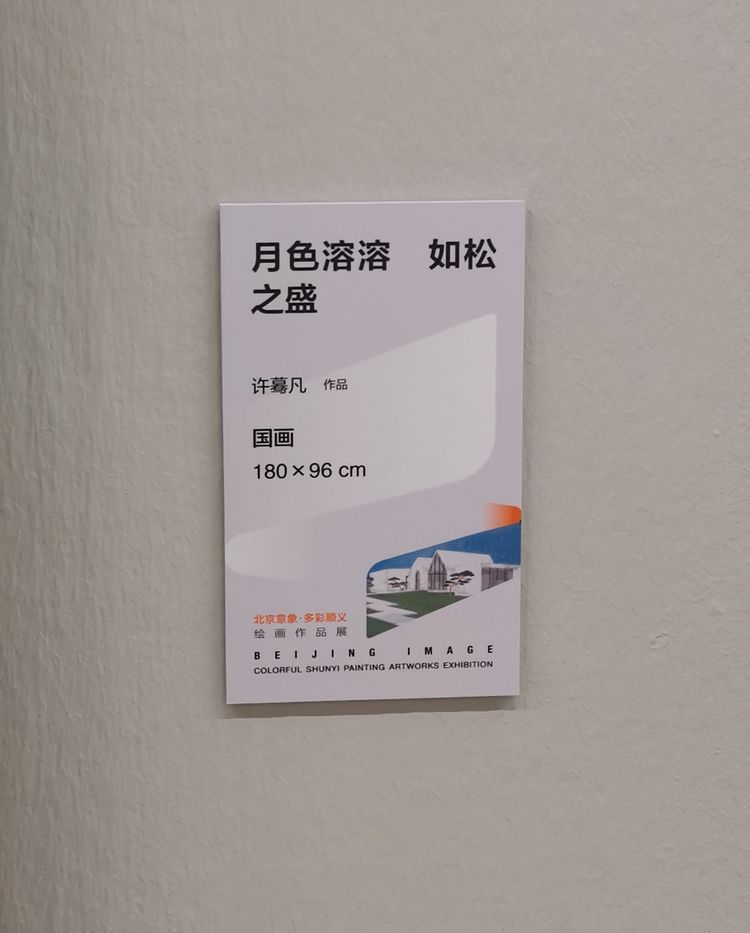 月色溶溶　如松
之盛
许蓦凡 作品
国画
180×96 cm
北京意象·多彩顺义
绘画作品展
BEIJING IMAGE
COLORFUL SHUNYI PAINTING ARTWORKS EXHIBITION